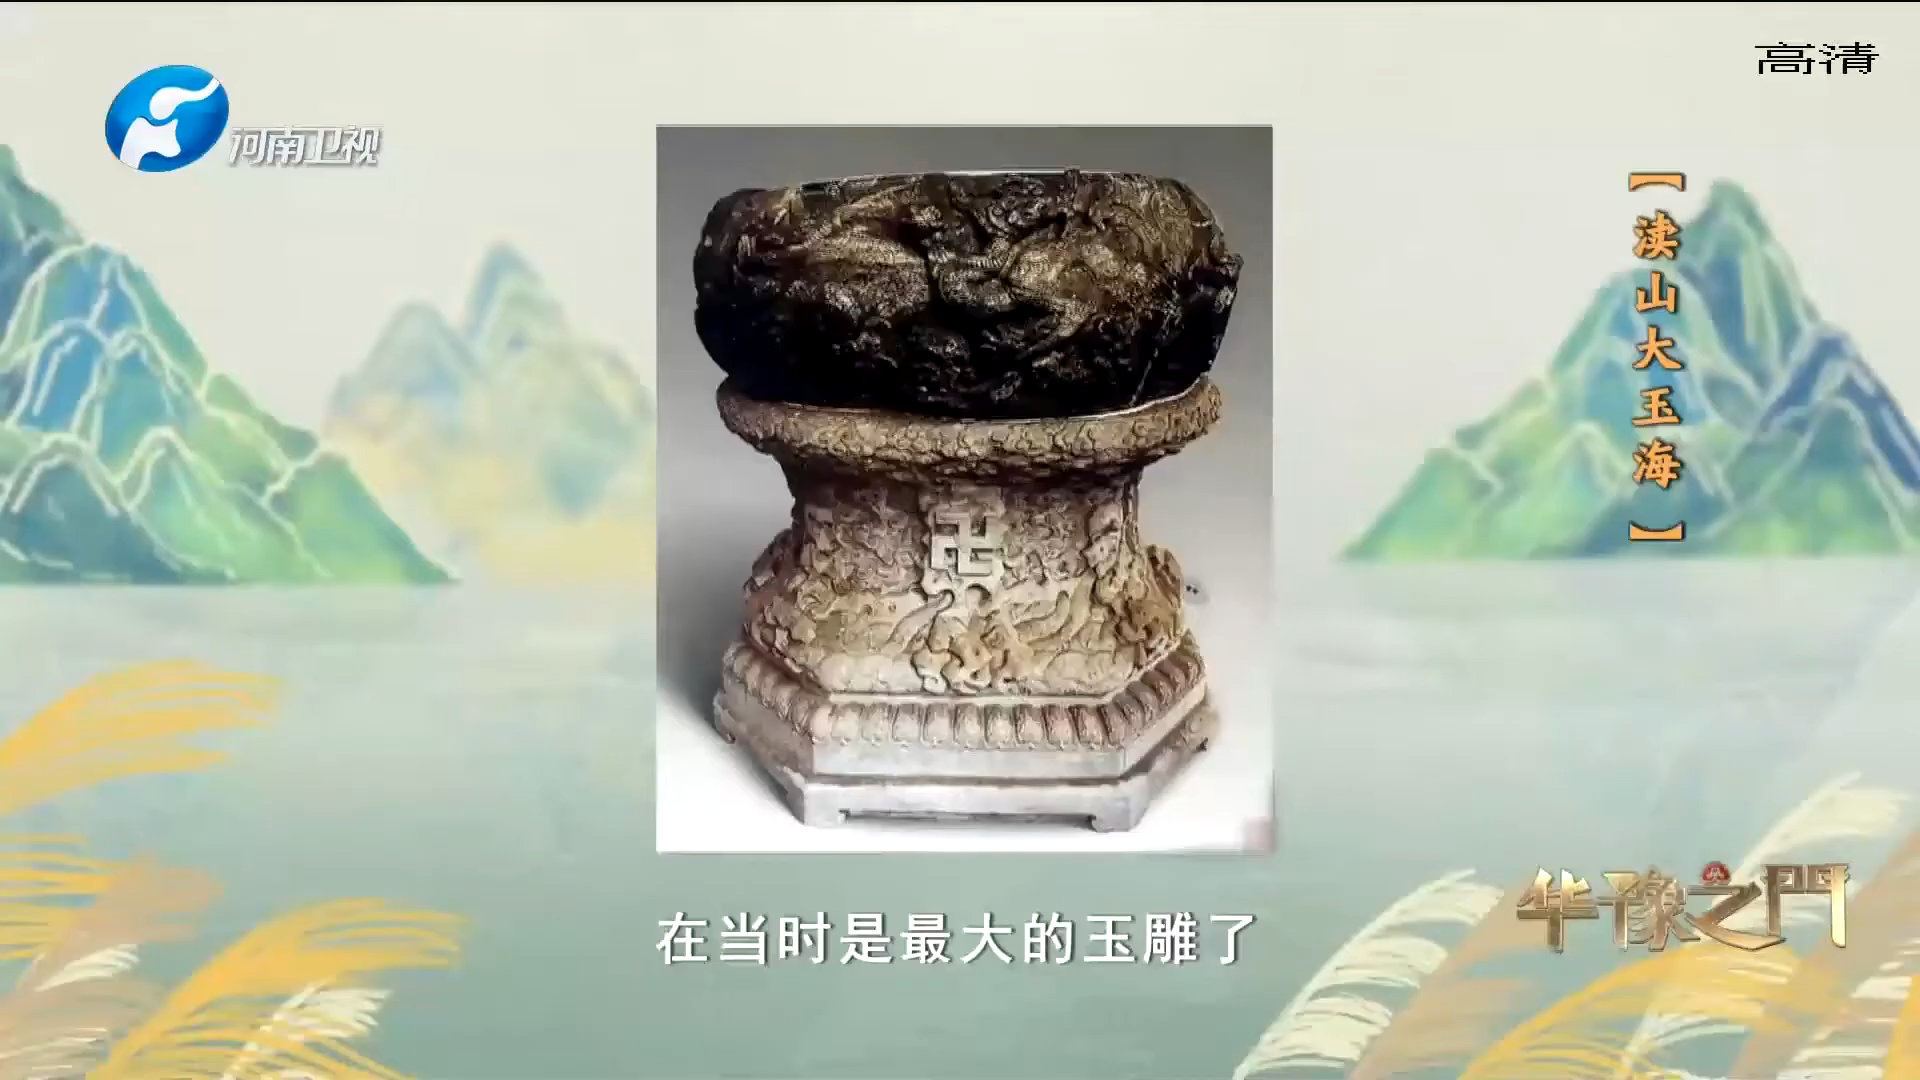 高清
河南卫视
【渎山大玉海】
华豫之門
在当时是最大的玉雕了